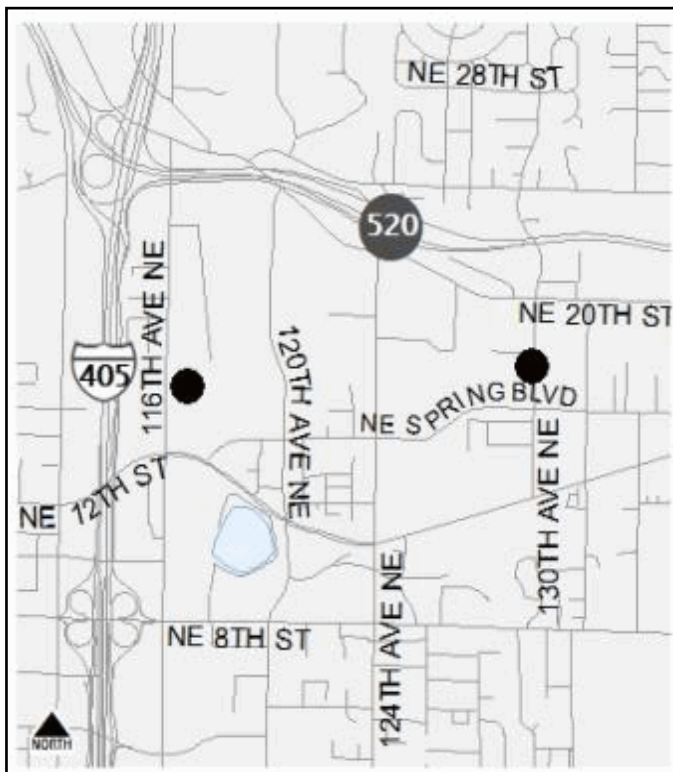 NE 28TH ST
520
116TH AVE NE
NE 20TH ST
405
120TH AVE NE
NE SPRING BLVD
NE 12TH ST
130TH AVE NE
NE 8TH ST
124TH AVE NE
NORTH